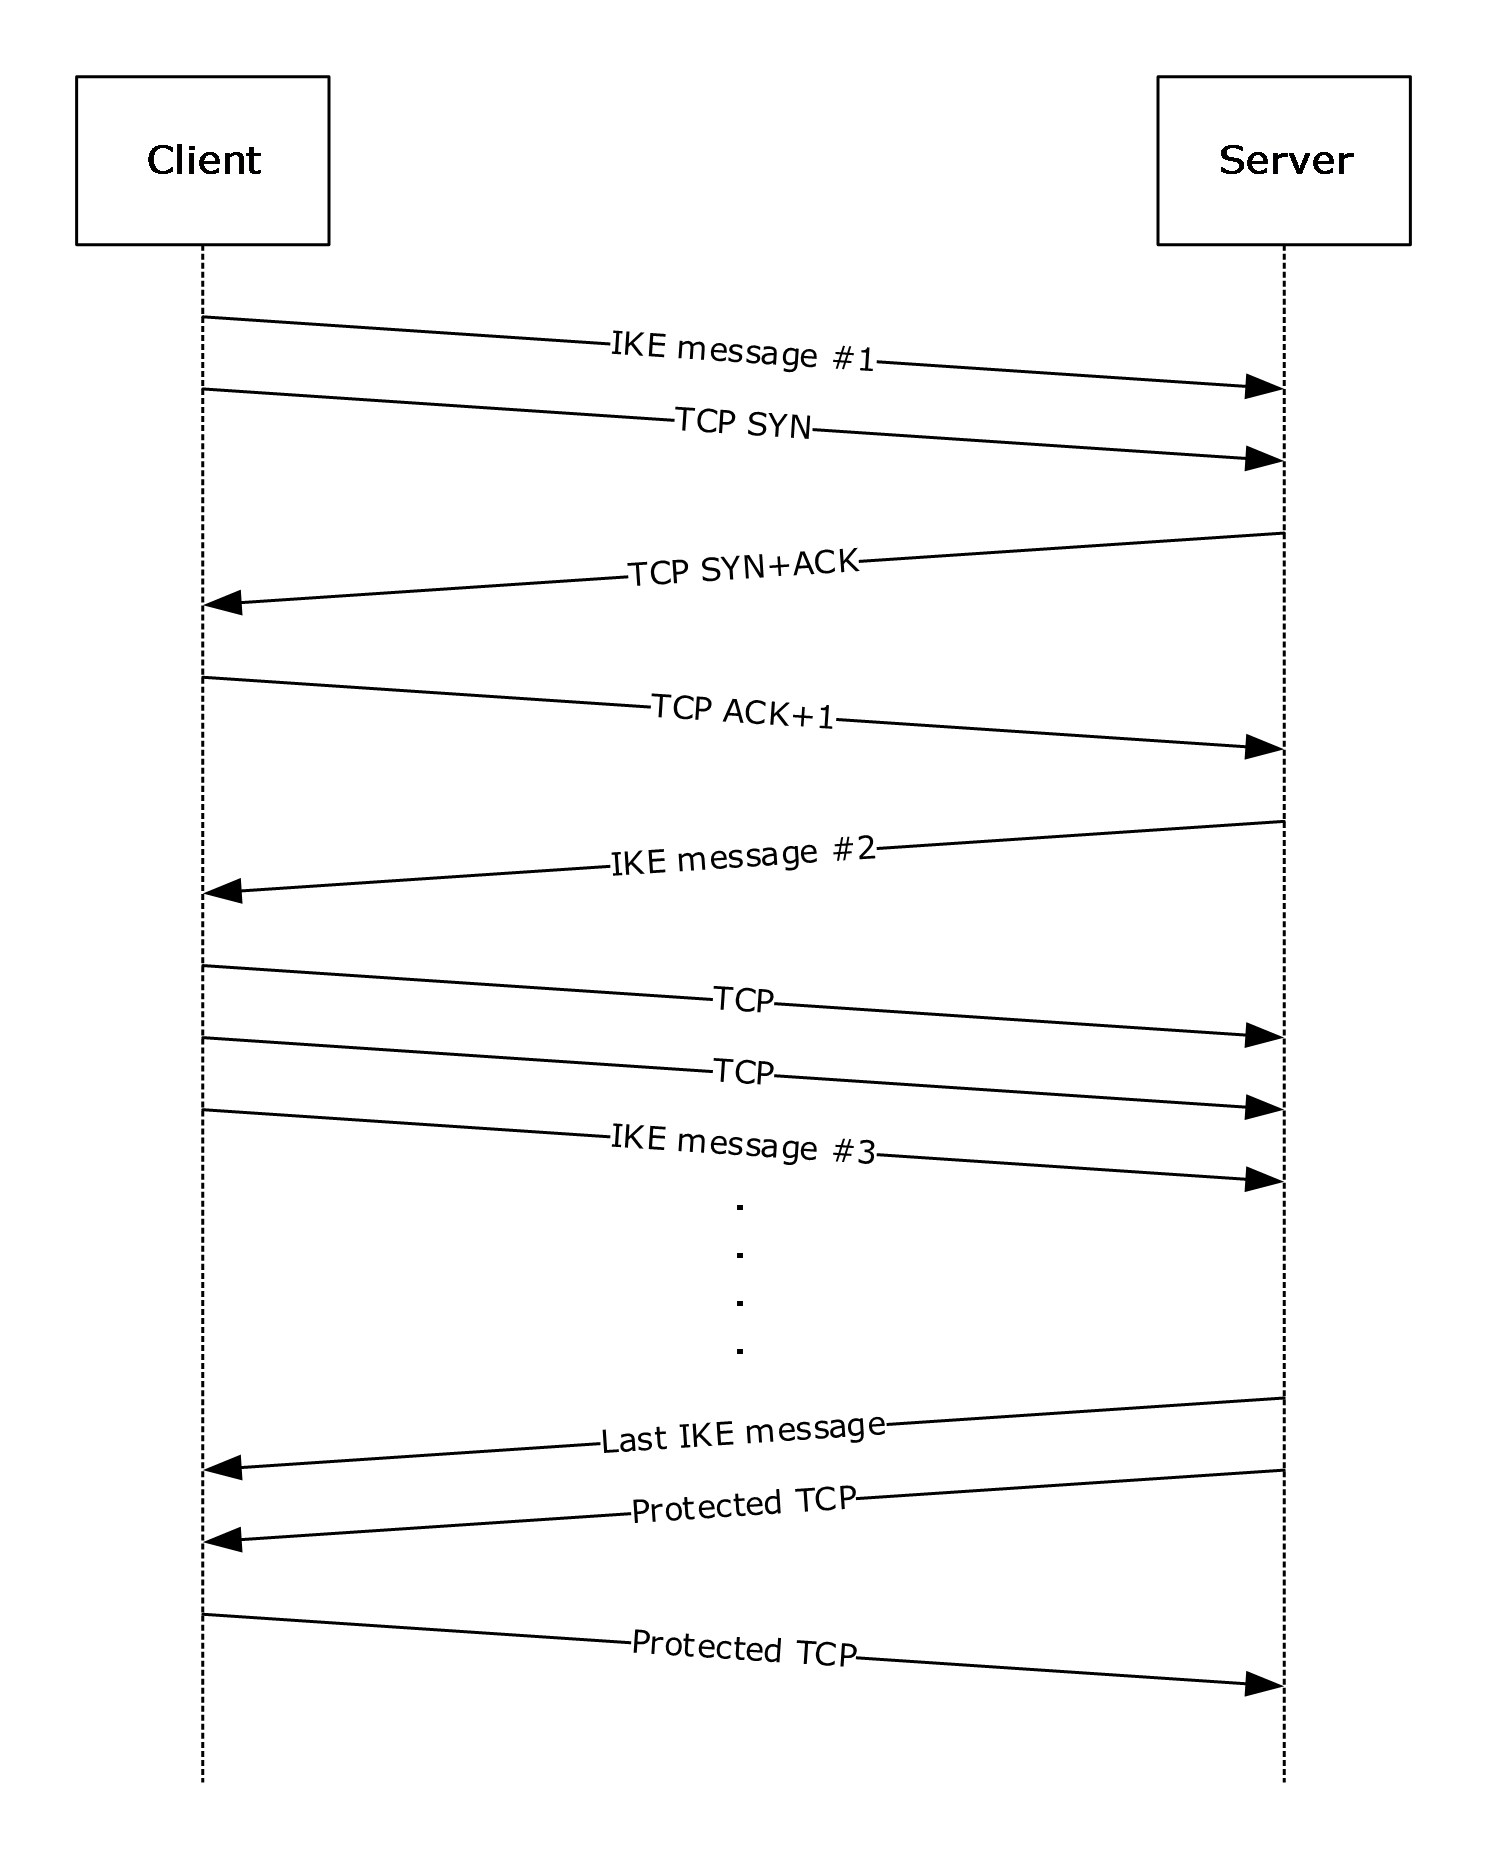 Client
Server
IKE message #1
TCP SYN
TCP SYN+ACK
TCP ACK+1
IKE message #2
TCP
TCP
IKE message #3
.
.
.
.
Last IKE message
Protected TCP
Protected TCP